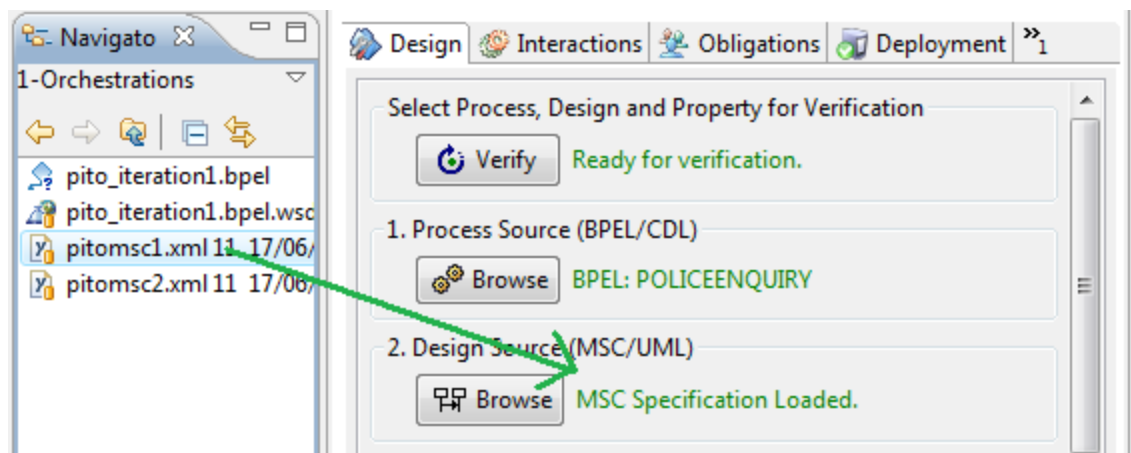 Navigato
1-Orchestrations
pito_iteration1.bpel
pito_iteration1.bpel.wsd
pitomsc1.xml 11 17/06/
pitomsc2.xml 11 17/06/
Design Interactions Obligations Deployment »1
Select Process, Design and Property for Verification
Verify Ready for verification.
1. Process Source (BPEL/CDL)
Browse BPEL: POLICEENQUIRY
2. Design Source (MSC/UML)
Browse MSC Specification Loaded.